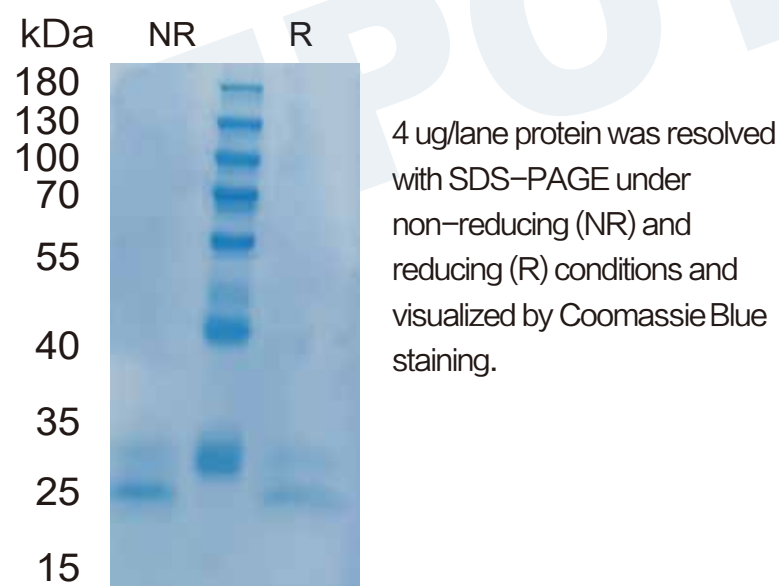 kDa NR R
180
130
100
70
55
40
35
25
15
4 ug/lane protein was resolved
with SDS-PAGE under
non-reducing (NR) and
reducing (R) conditions and
visualized by Coomassie Blue
staining.